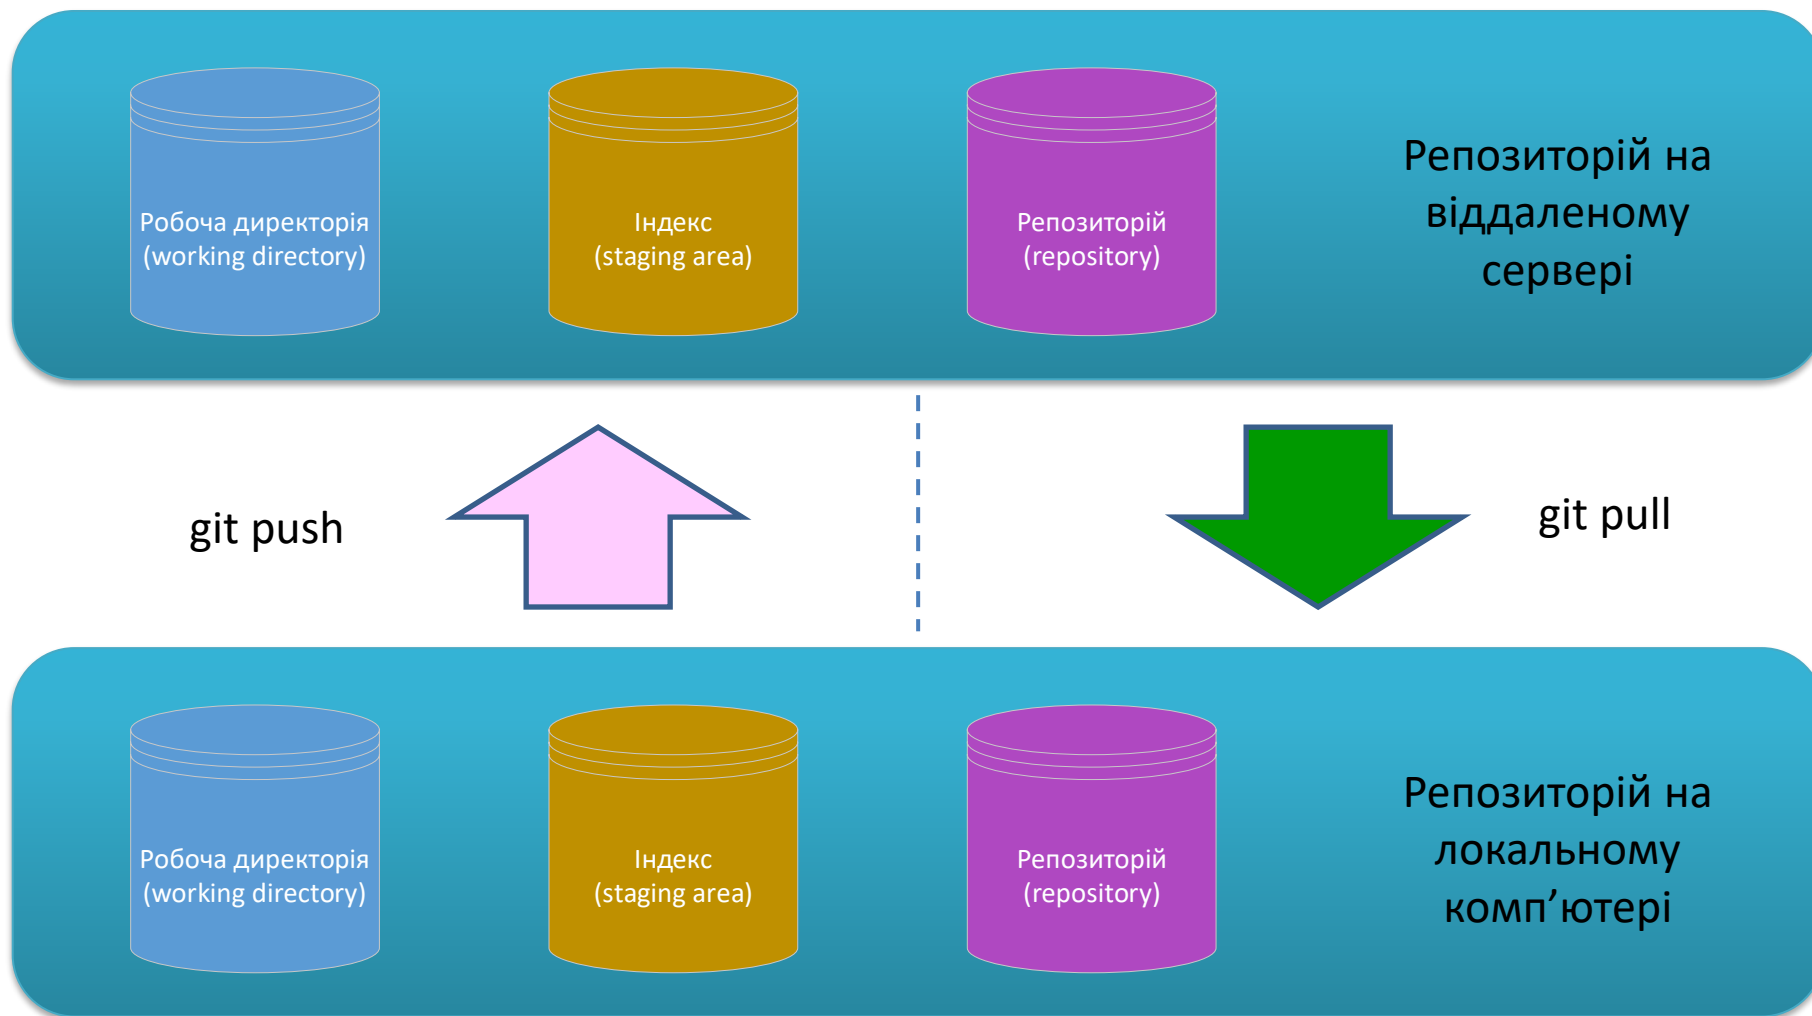 Робоча директорія
(working directory)
Індекс
(staging area)
Репозиторій
(repository)
Репозиторій на
віддаленому
сервері
git push
git pull
Робоча директорія
(working directory)
Індекс
(staging area)
Репозиторій
(repository)
Репозиторій на
локальному
комп’ютері